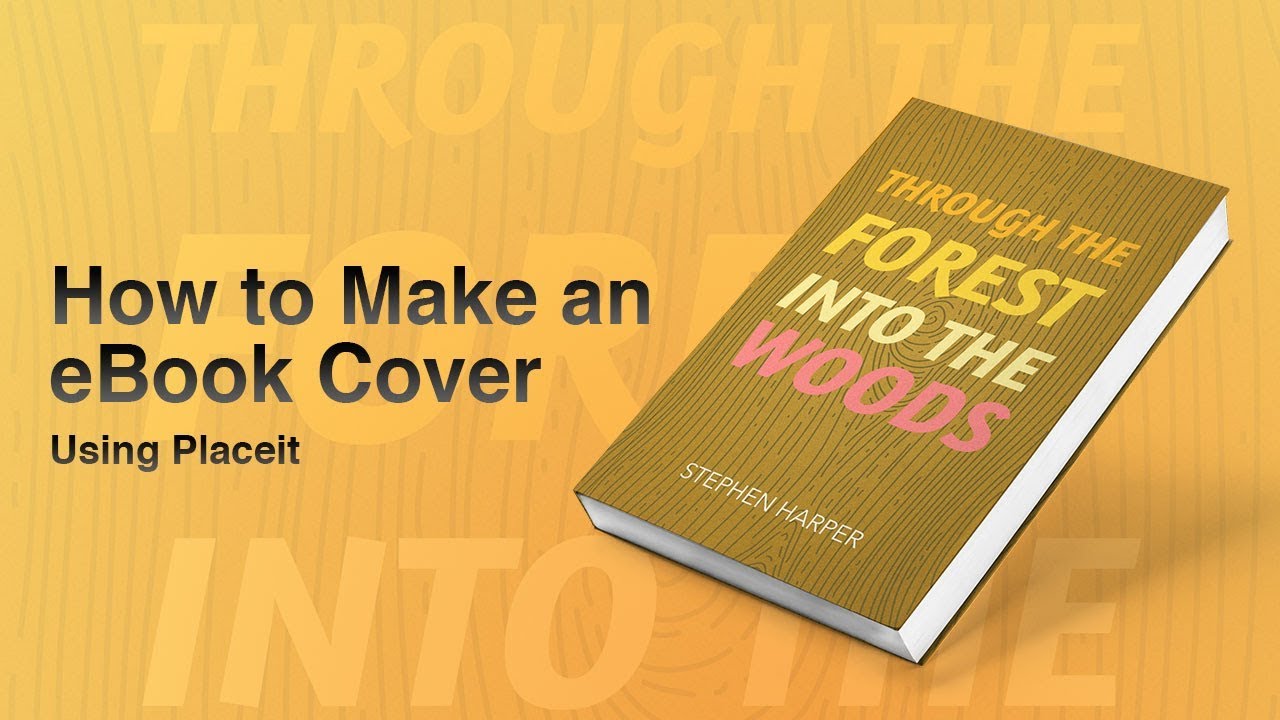 THROUGH THE
FOREST
INTO THE
How to Make an
eBook Cover
Using Placeit
THROUGH THE
FOREST
INTO THE
WOODS
STEPHEN HARPER